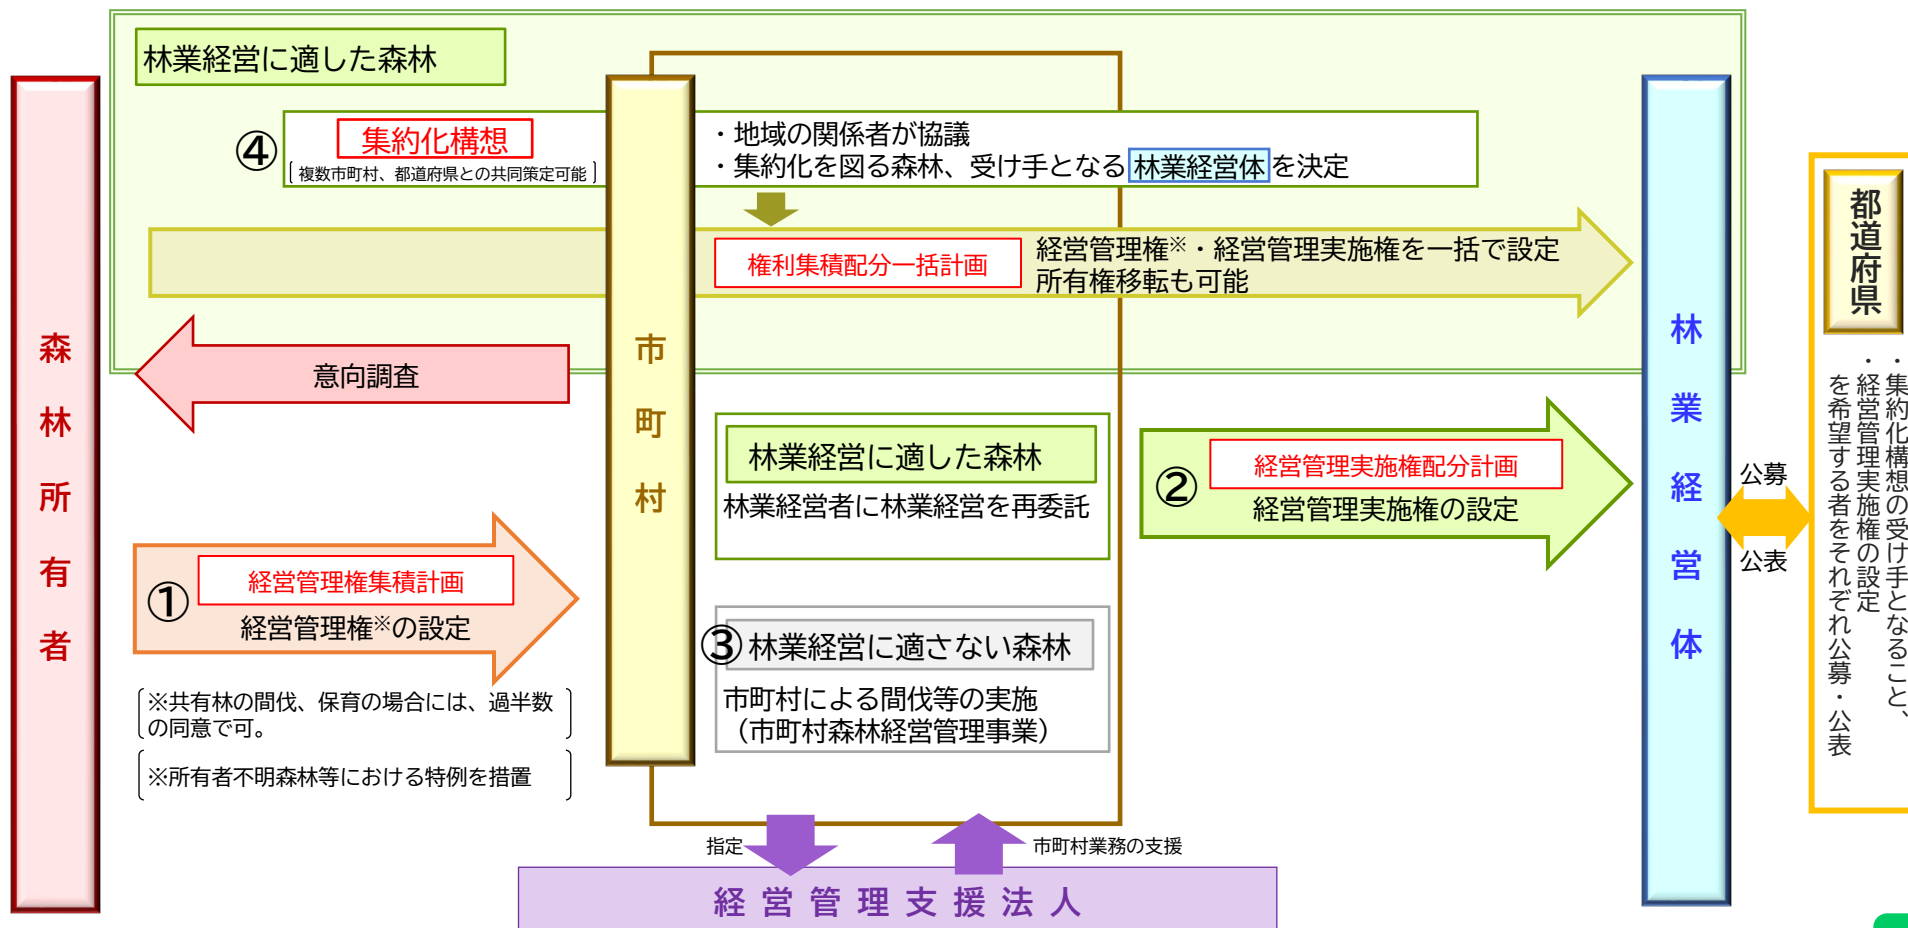 林業経営に適した森林
④
集約化構想
複数市町村、都道府県との共同策定可能
・地域の関係者が協議
・集約化を図る森林、受け手となる 林業経営体 を決定
権利集積配分一括計画
経営管理権※・経営管理実施権を一括で設定
所有権移転も可能
意向調査
森林所有者
市町村
林業経営体
林業経営に適した森林
林業経営者に林業経営を再委託
②
経営管理実施権配分計画
経営管理実施権の設定
①
経営管理権集積計画
経営管理権※の設定
③
林業経営に適さない森林
市町村による間伐等の実施
（市町村森林経営管理事業）
※共有林の間伐、保育の場合には、過半数
の同意で可。
※所有者不明森林等における特例を措置
指定
市町村業務の支援
経営管理支援法人
公募
公表
都道府県
・集約化構想の受け手となること、
・経営管理実施権の設定
を希望する者をそれぞれ公募・公表